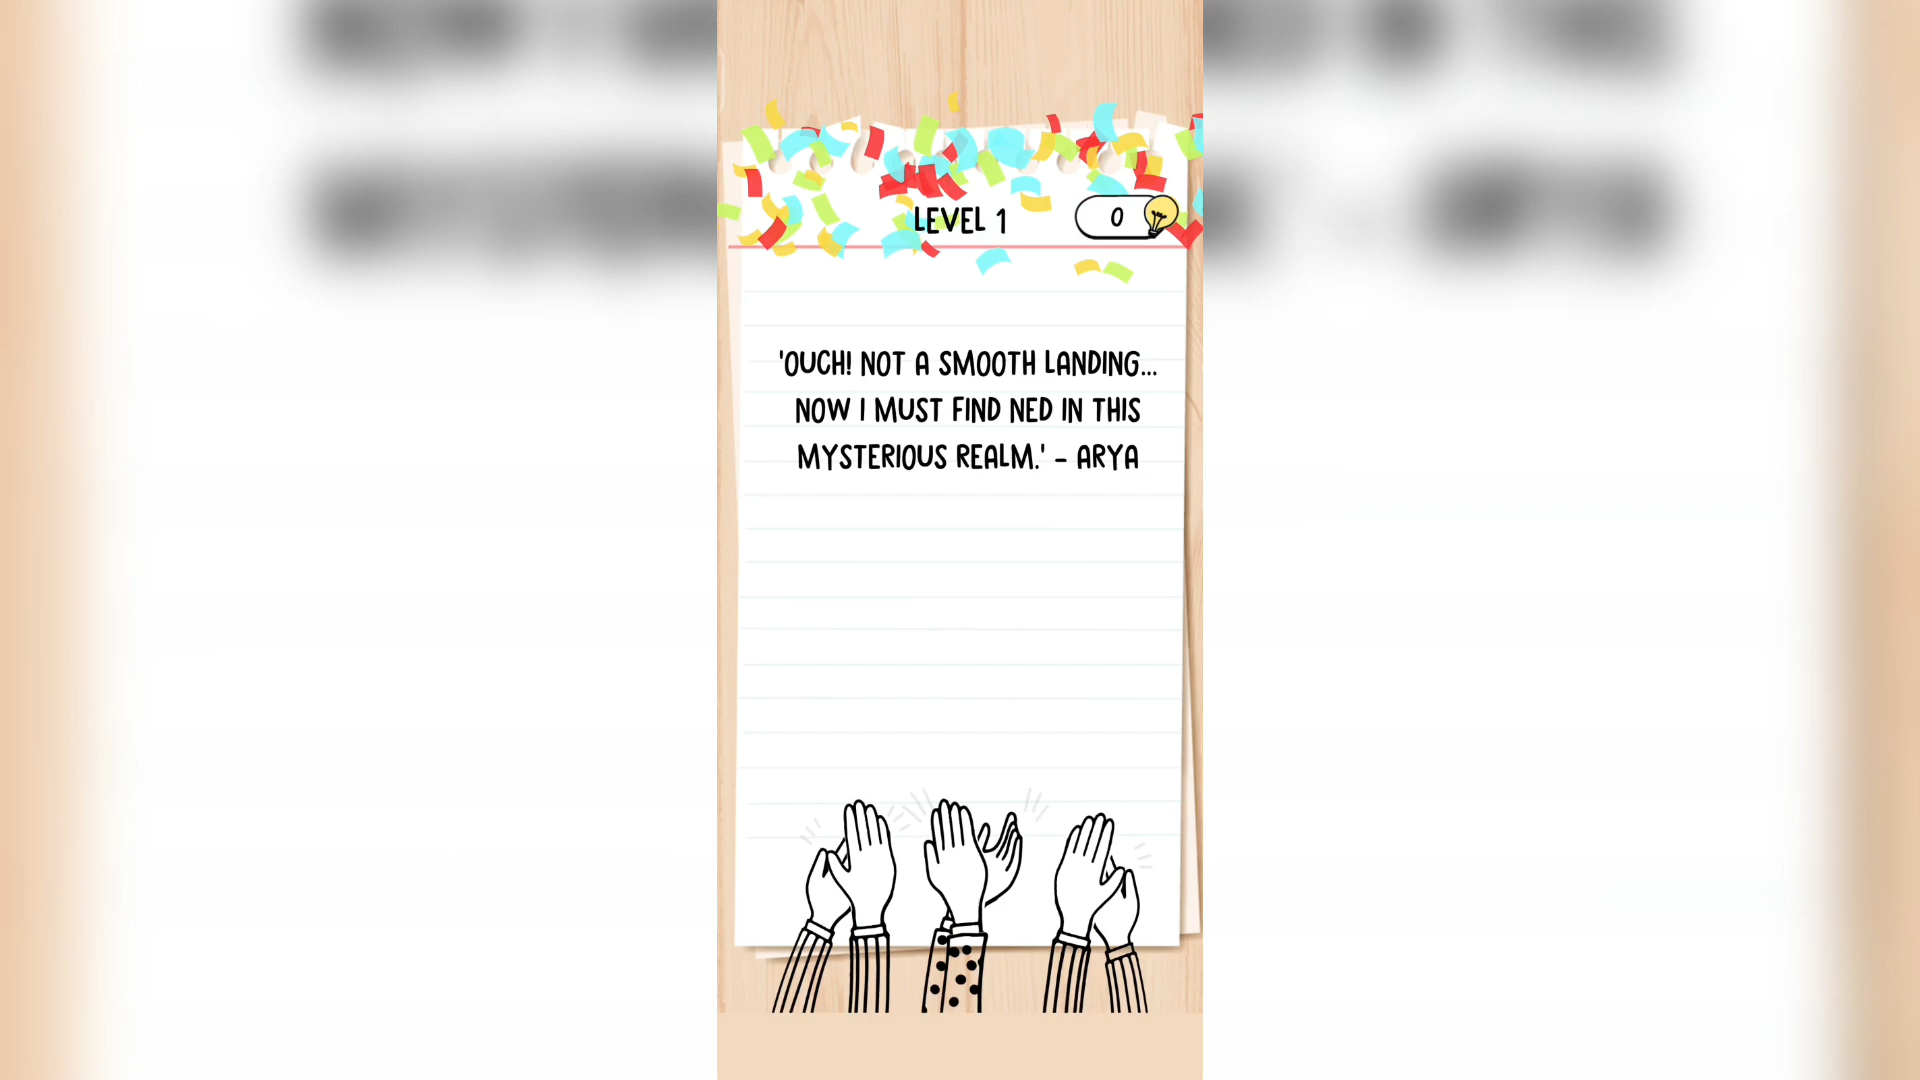 LEVEL 1
0
'OUCH! NOT A SMOOTH LANDING...
NOW I MUST FIND NED IN THIS
MYSTERIOUS REALM.' - ARYA